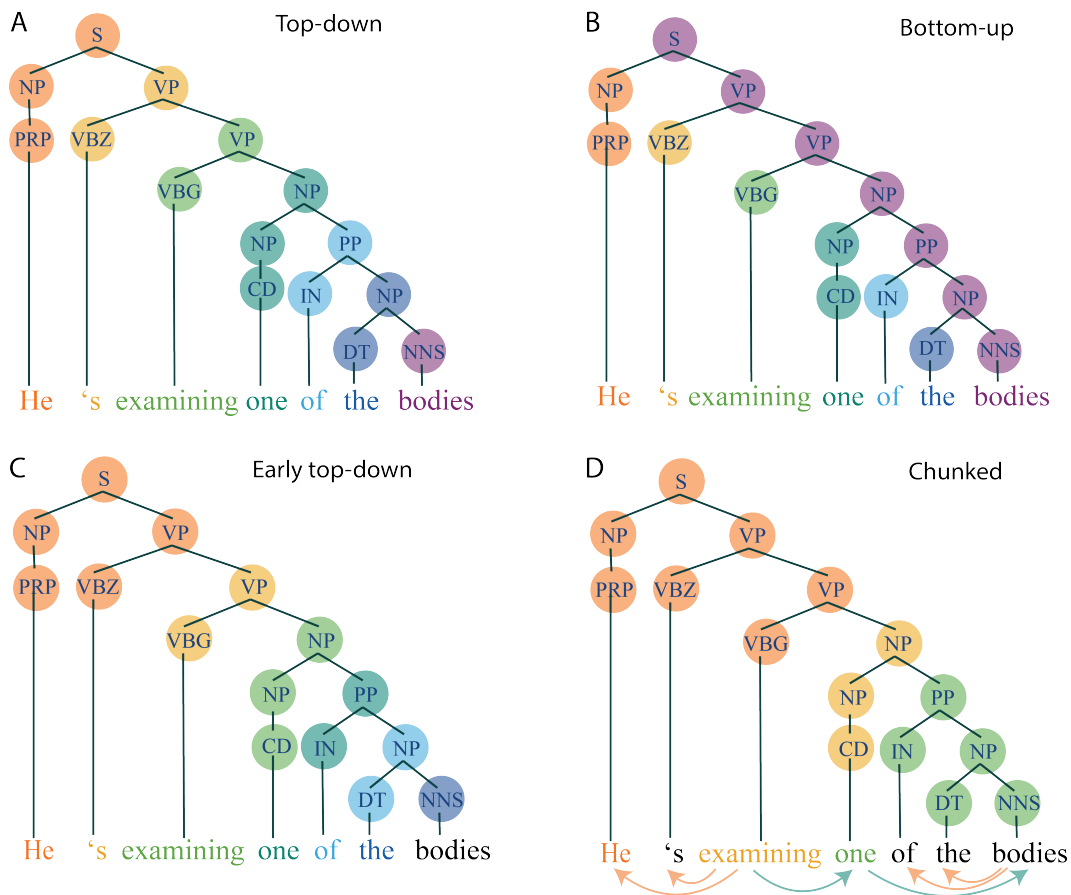 A Top-down
S
NP VP
PRP VBZ VP
VBG NP
NP PP
CD IN NP
DT NNS
He ‘s examining one of the bodies
B Bottom-up
S
NP VP
PRP VBZ VP
VBG NP
NP PP
CD IN NP
DT NNS
He ‘s examining one of the bodies
C Early top-down
S
NP VP
PRP VBZ VP
VBG NP
NP PP
CD IN NP
DT NNS
He ‘s examining one of the bodies
D Chunked
S
NP VP
PRP VBZ VP
VBG NP
NP PP
CD IN NP
DT NNS
He ‘s examining one of the bodies